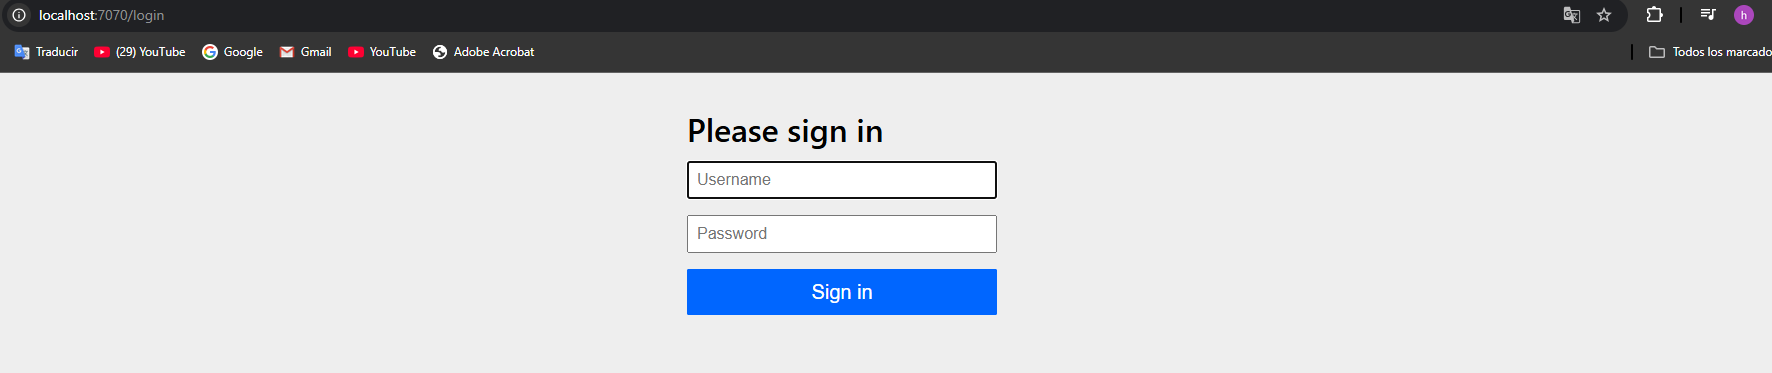 localhost:7070/login
h
Traducir (29) YouTube Google Gmail YouTube Adobe Acrobat Todos los marcado
Please sign in
Username
Password
Sign in